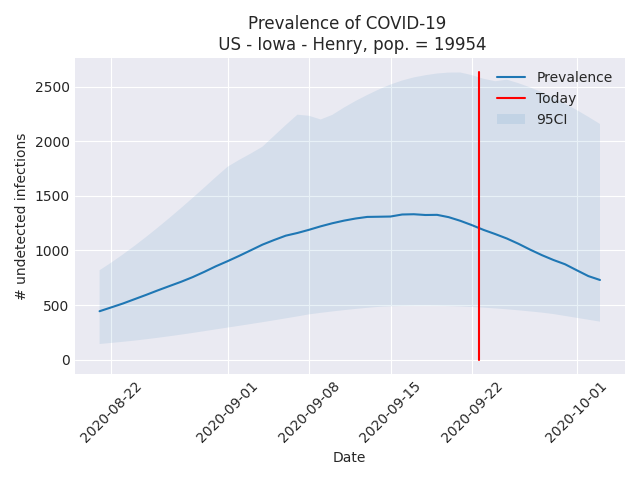 Prevalence of COVID-19
US - Iowa - Henry, pop. = 19954
Prevalence
Today
95CI
# undetected infections
2500
2000
1500
1000
500
0
2020-08-22
2020-09-01
2020-09-08
2020-09-15
2020-09-22
2020-10-01
Date